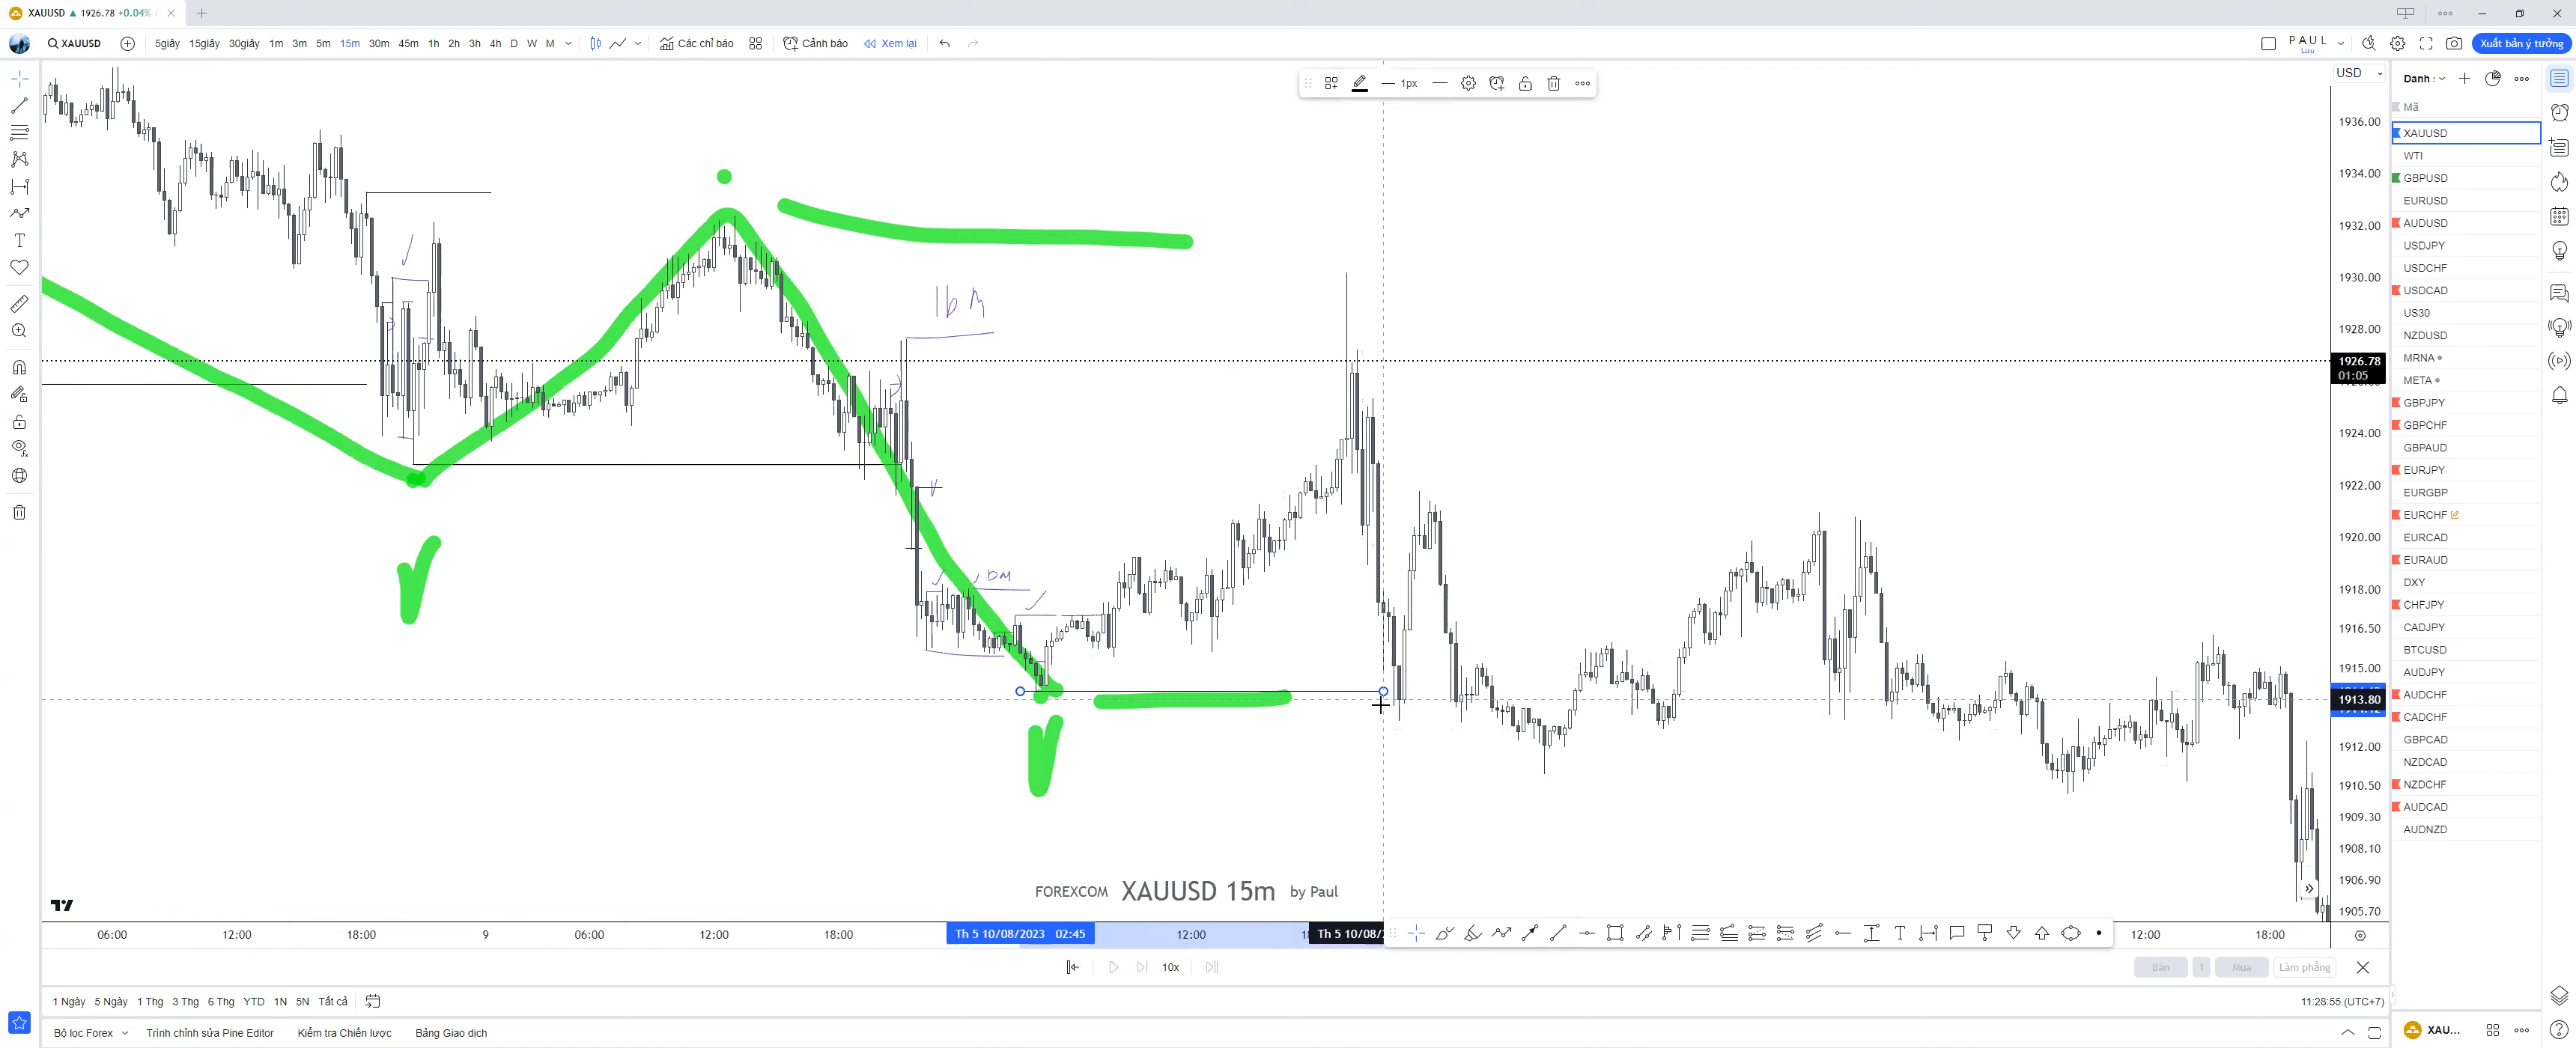 XAUUSD ▲ 1926.78 +0.04%
XAUUSD 5giây 15giây 30giây 1m 3m 5m 15m 30m 45m 1h 2h 3h 4h D W M Các chỉ báo Cảnh báo Xem lại PAUL Lưu Xuất bản ý tưởng
1px
USD
1936.00
1934.00
1932.00
1930.00
1928.00
1926.78
01:05
1924.00
1922.00
1920.00
1918.00
1916.50
1915.00
1913.80
1912.00
1910.50
1909.30
1908.10
1906.90
1905.70
Danh :
Mã
XAUUSD
WTI
GBPUSD
EURUSD
AUDUSD
USDJPY
USDCHF
USDCAD
US30
NZDUSD
MRNA
META
GBPJPY
GBPCHF
GBPAUD
EURJPY
EURGBP
EURCHF
EURCAD
EURAUD
DXY
CHFJPY
CADJPY
BTCUSD
AUDJPY
AUDCHF
CADCHF
GBPCAD
NZDCAD
NZDCHF
AUDCAD
AUDNZD
FOREXCOM XAUUSD 15m by Paul
06:00 12:00 18:00 9 06:00 12:00 18:00 Th 5 10/08/2023 02:45 12:00 Th 5 10/08/ 12:00 18:00
10x Bán 1 Mua Làm phẳng
1 Ngày 5 Ngày 1 Thg 3 Thg 6 Thg YTD 1N 5N Tất cả 11:28:55 (UTC+7)
Bộ lọc Forex Trình chỉnh sửa Pine Editor Kiểm tra Chiến lược Bảng Giao dịch XAU...